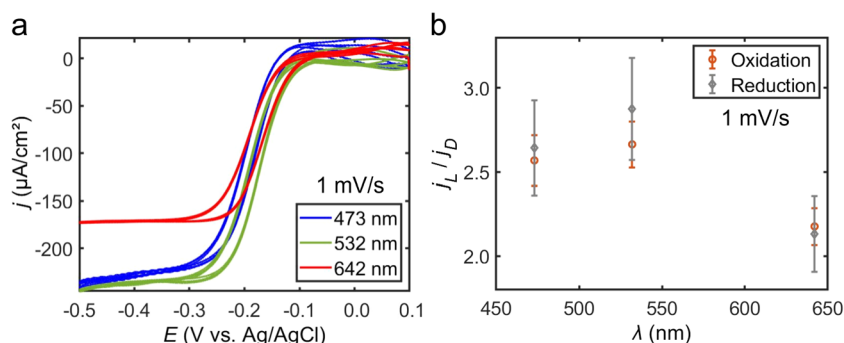 a
0
-50
-100
-150
-200
j (μA/cm²)
1 mV/s
473 nm
532 nm
642 nm
-0.5 -0.4 -0.3 -0.2 -0.1 0.0 0.1
E (V vs. Ag/AgCl)
b
3.0
2.5
2.0
jL / jD
Oxidation
Reduction
1 mV/s
450 500 550 600 650
λ (nm)